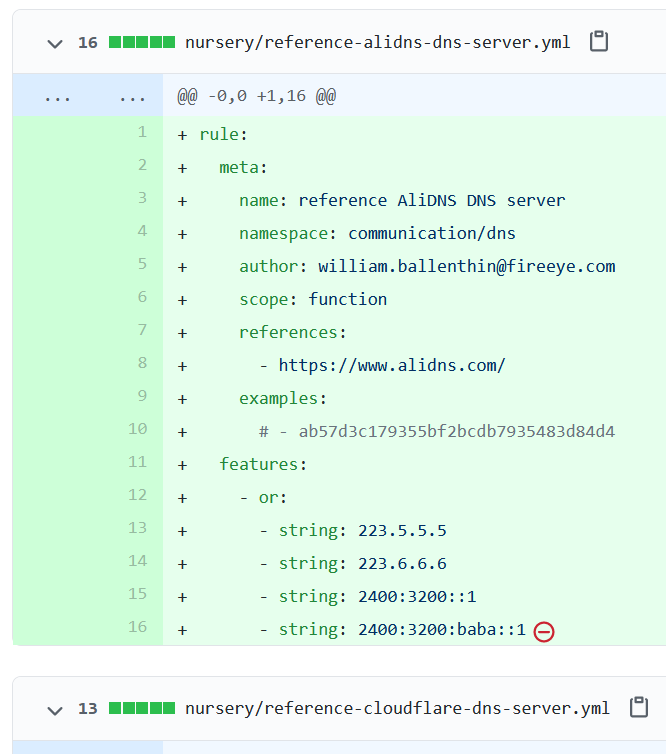 16 nursery/reference-alidns-dns-server.yml
... ... @@ -0,0 +1,16 @@
1 + rule:
2 + meta:
3 + name: reference AliDNS DNS server
4 + namespace: communication/dns
5 + author: william.ballenthin@fireeye.com
6 + scope: function
7 + references:
8 + - https://www.alidns.com/
9 + examples:
10 + # - ab57d3c179355bf2bcdb7935483d84d4
11 + features:
12 + - or:
13 + - string: 223.5.5.5
14 + - string: 223.6.6.6
15 + - string: 2400:3200::1
16 + - string: 2400:3200:baba::1
13 nursery/reference-cloudflare-dns-server.yml